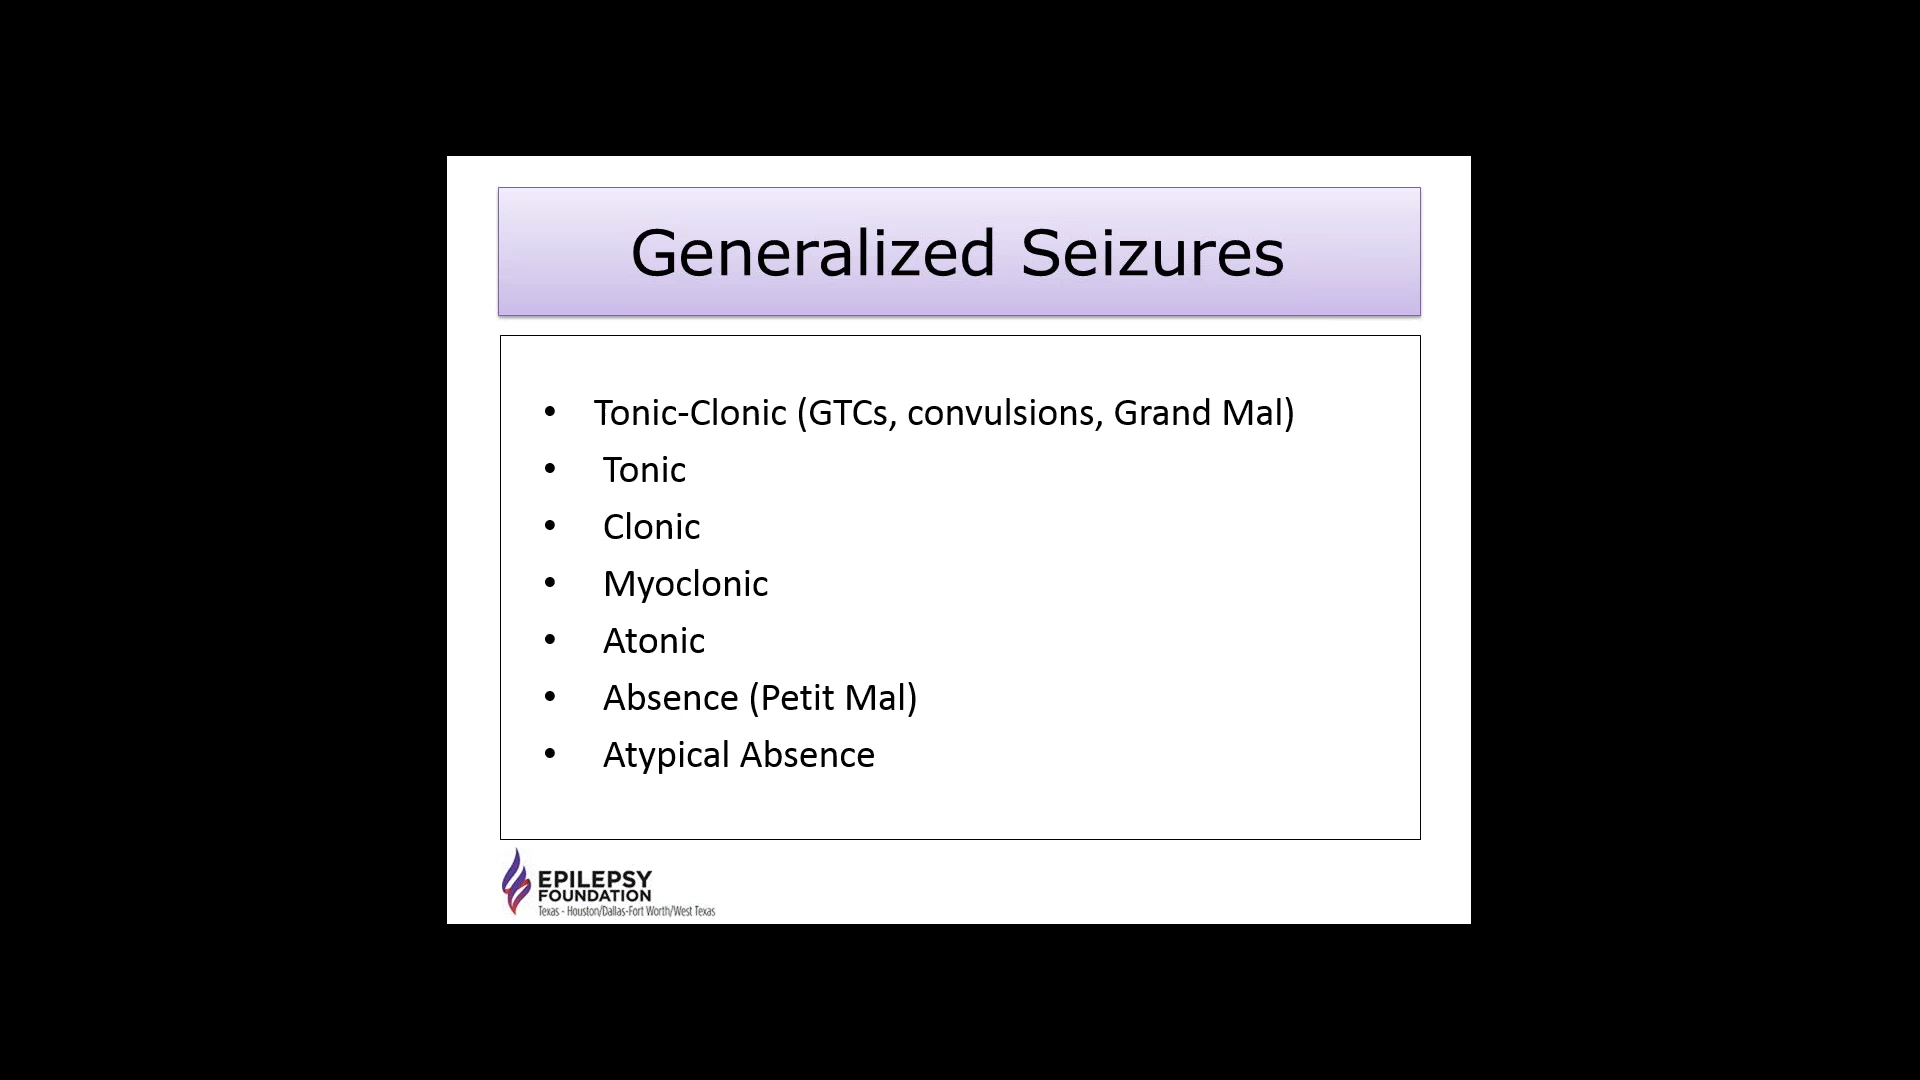 Generalized Seizures
• Tonic-Clonic (GTCs, convulsions, Grand Mal)
• Tonic
• Clonic
• Myoclonic
• Atonic
• Absence (Petit Mal)
• Atypical Absence
EPILEPSY
FOUNDATION
Texas - Houston/Dallas-Fort Worth/West Texas